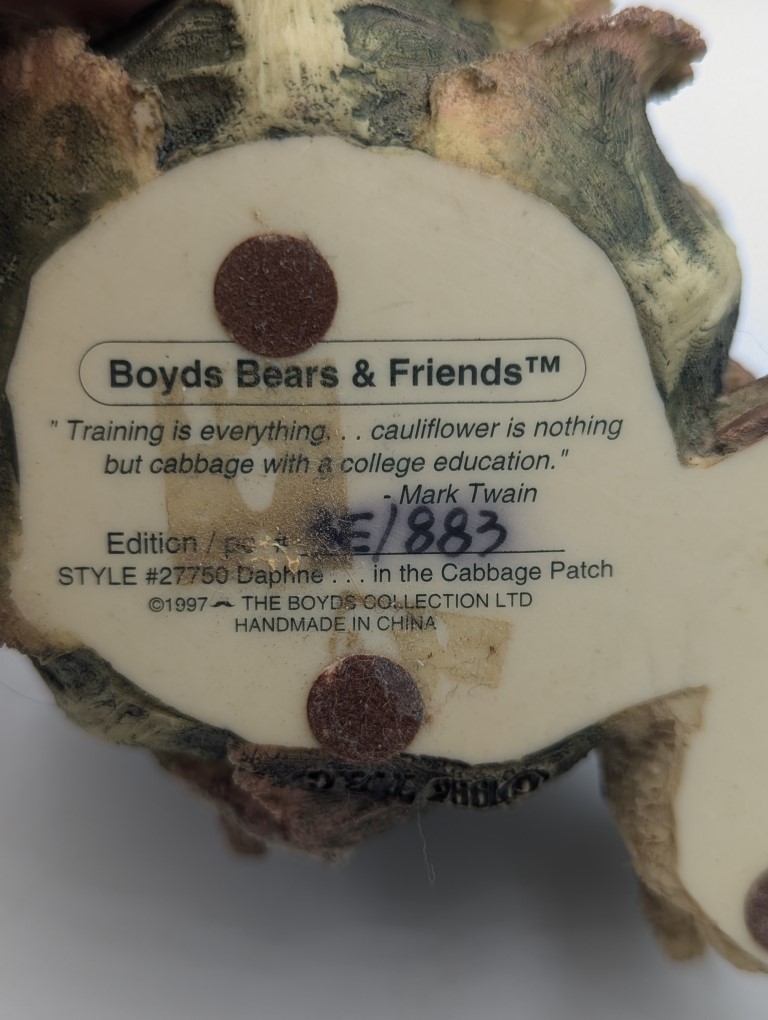 Boyds Bears & Friends™
" Training is everything. . . cauliflower is nothing
but cabbage with a college education."
- Mark Twain
Edition / pc. # E/883
STYLE #27750 Daphne . . . in the Cabbage Patch
©1997 THE BOYDS COLLECTION LTD
HANDMADE IN CHINA